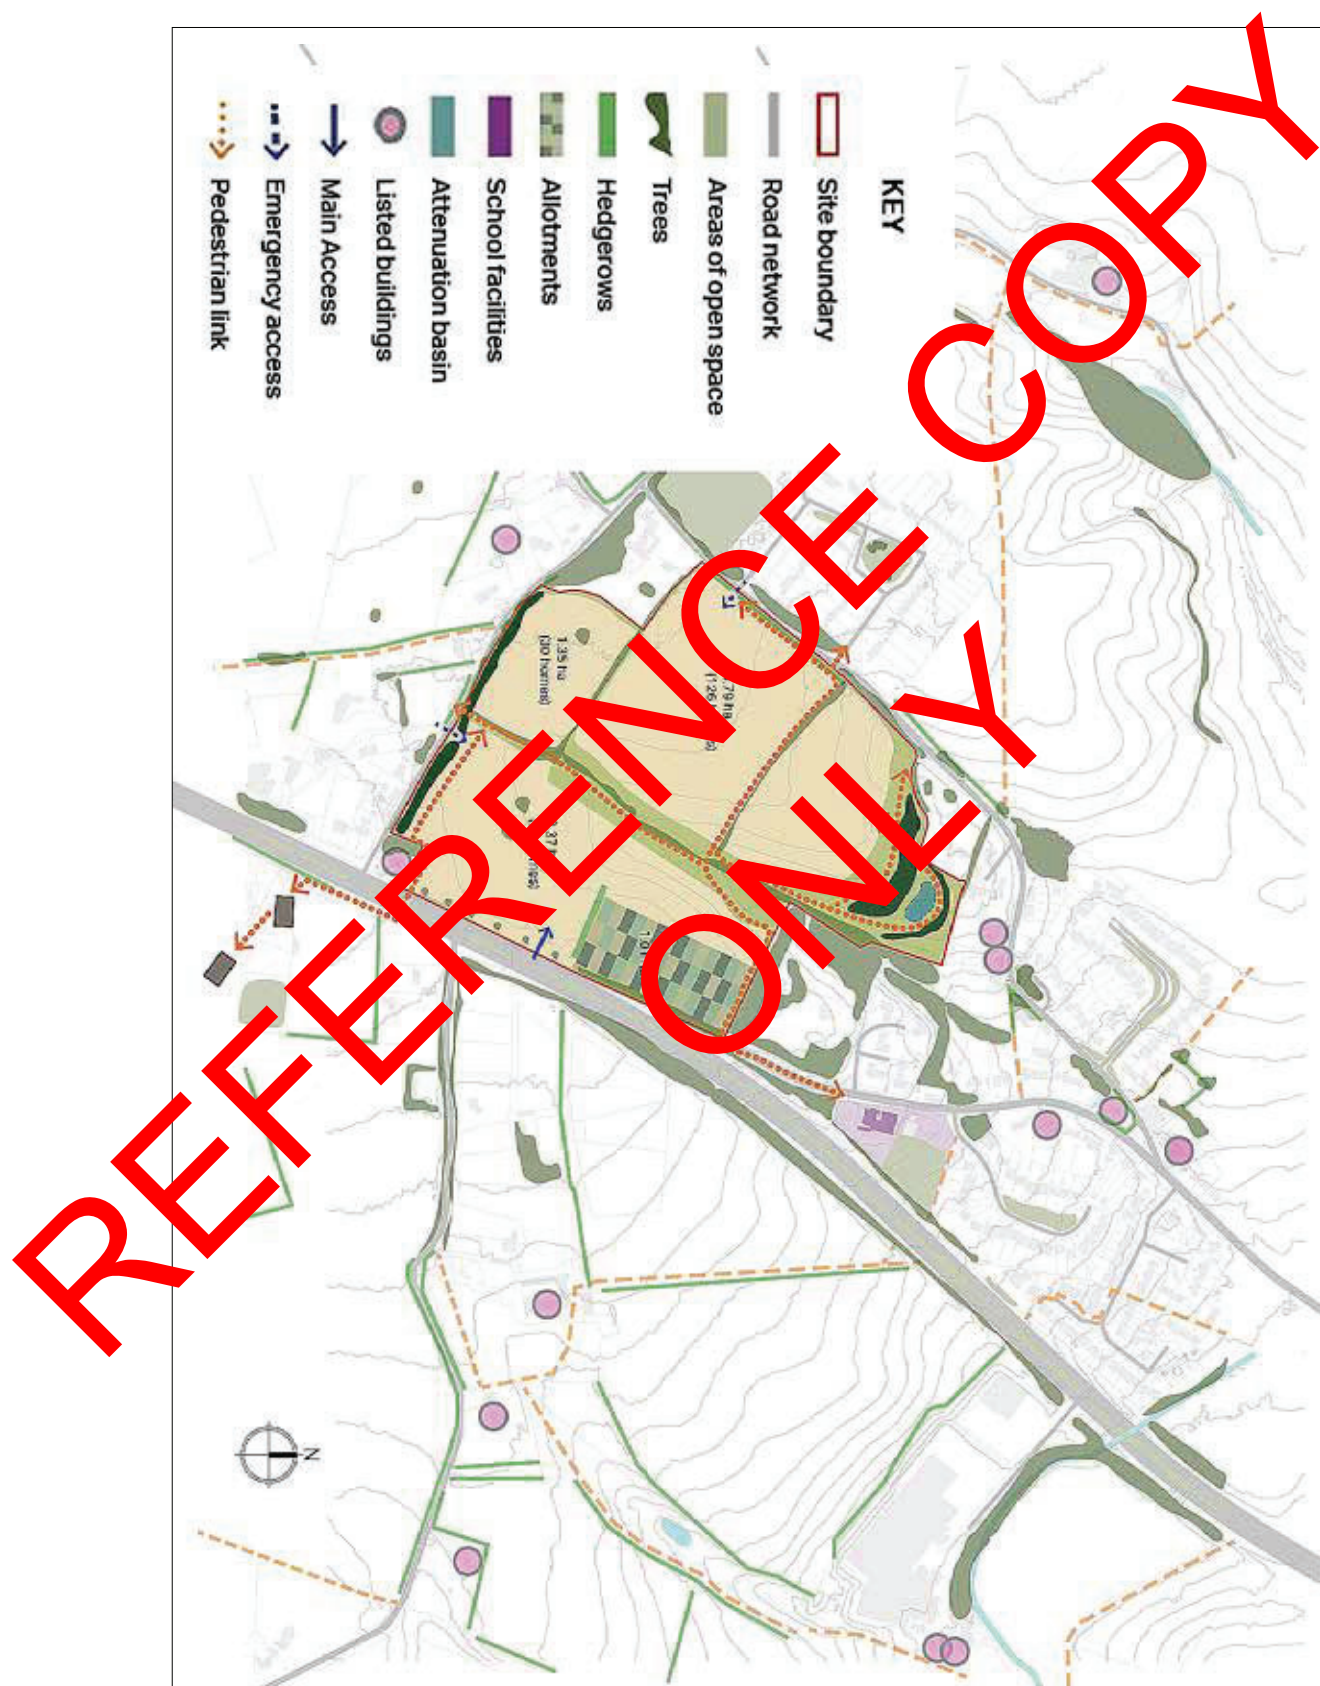 KEY
Site boundary
Road network
Areas of open space
Trees
Hedgerows
Allotments
School facilities
Attenuation basin
Listed buildings
Main Access
Emergency access
Pedestrian link
1.35 ha
(30 homes)
N
REFERENCE COPY
ONLY